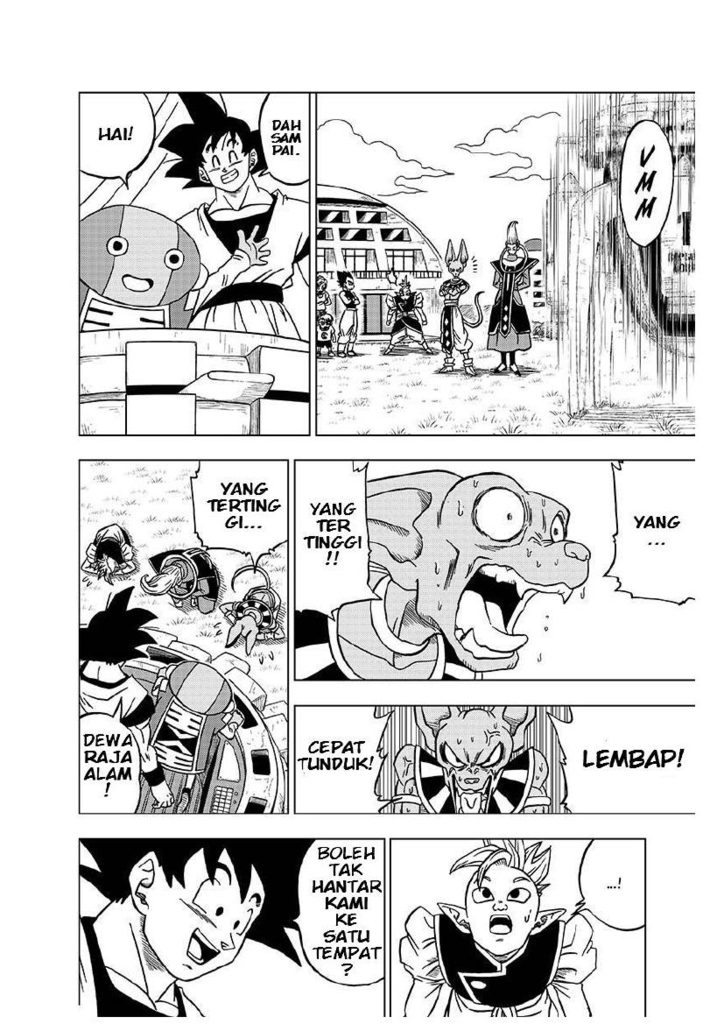 VMM
DAH
SAM
PAI.
HAI!
YANG
...
YANG
TER
TINGGI
!!
LEMBAP!
CEPAT
TUNDUK!
YANG
TERTING
GI...
DEWA
RAJA
ALAM
!
...!
BOLEH
TAK
HANTAR
KAMI
KE
SATU
TEMPAT
?